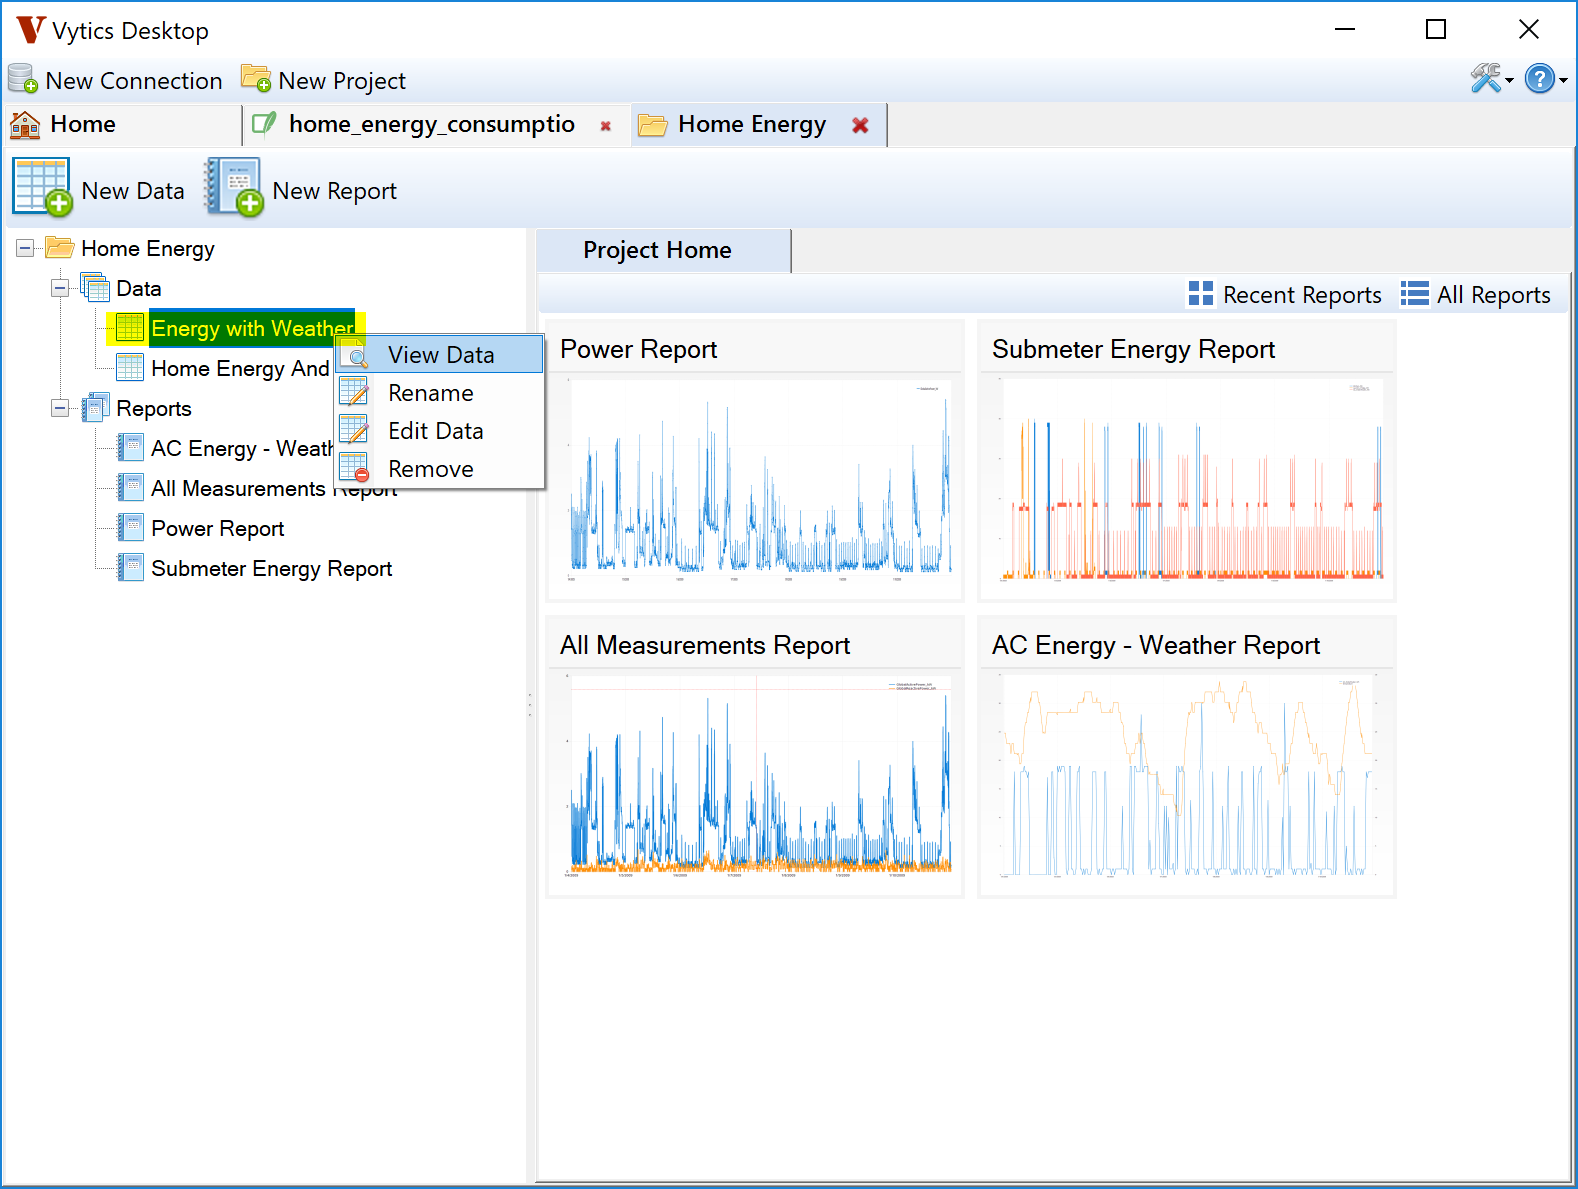 Vytics Desktop
New Connection New Project
Home home_energy_consumptio Home Energy
New Data New Report
Home Energy
Data
Energy with Weather
Home Energy And
Reports
AC Energy - Weath
All Measurements Report
Power Report
Submeter Energy Report
View Data
Rename
Edit Data
Remove
Project Home
Recent Reports All Reports
Power Report
Submeter Energy Report
All Measurements Report
AC Energy - Weather Report